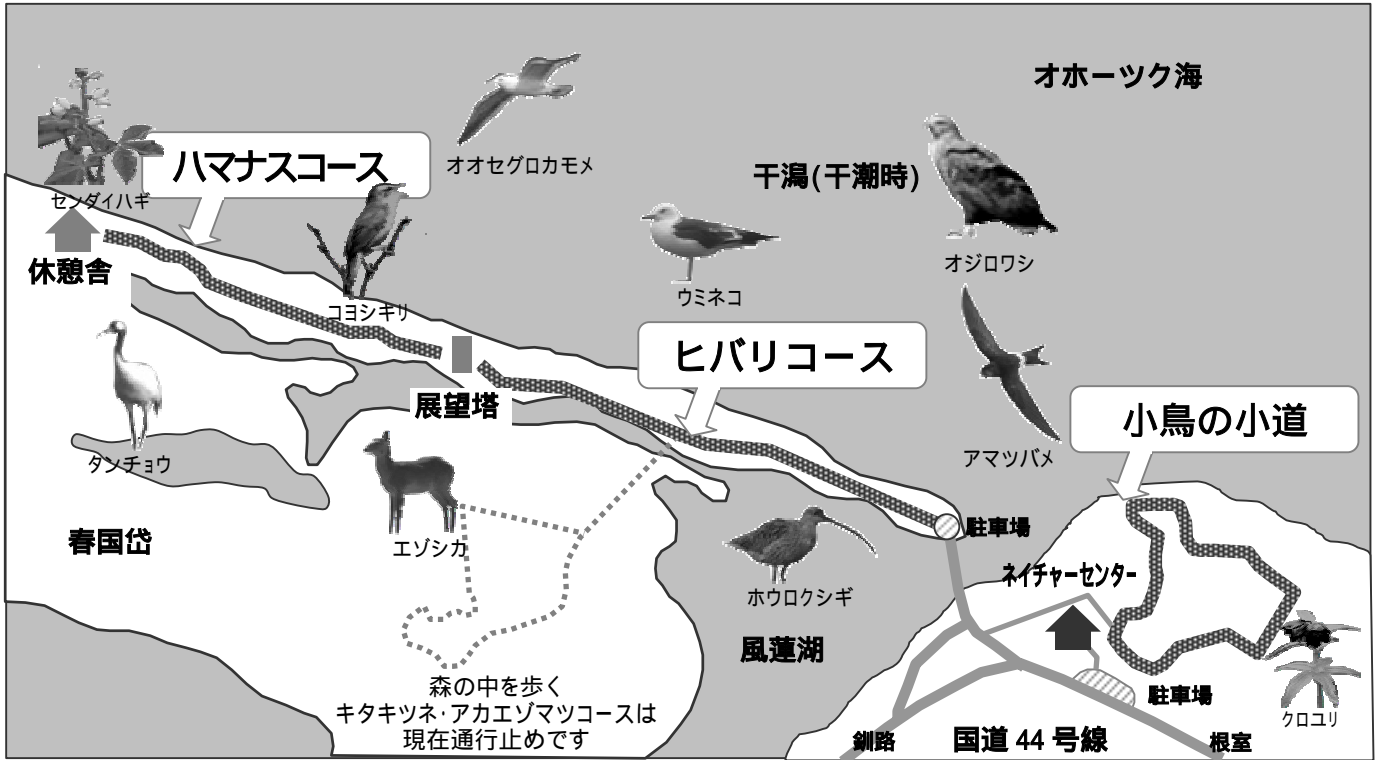 オホーツク海
ハマナスコース
オオセグロカモメ
干潟(干潮時)
センダイハギ
休憩舎
コヨシキリ
ウミネコ
オジロワシ
ヒバリコース
展望塔
小鳥の小道
タンチョウ
アマツバメ
春国岱
エゾシカ
駐車場
ネイチャーセンター
ホウロクシギ
風蓮湖
森の中を歩く
キタキツネ・アカエゾマツコースは
現在通行止めです
駐車場
クロユリ
釧路
国道 44 号線
根室